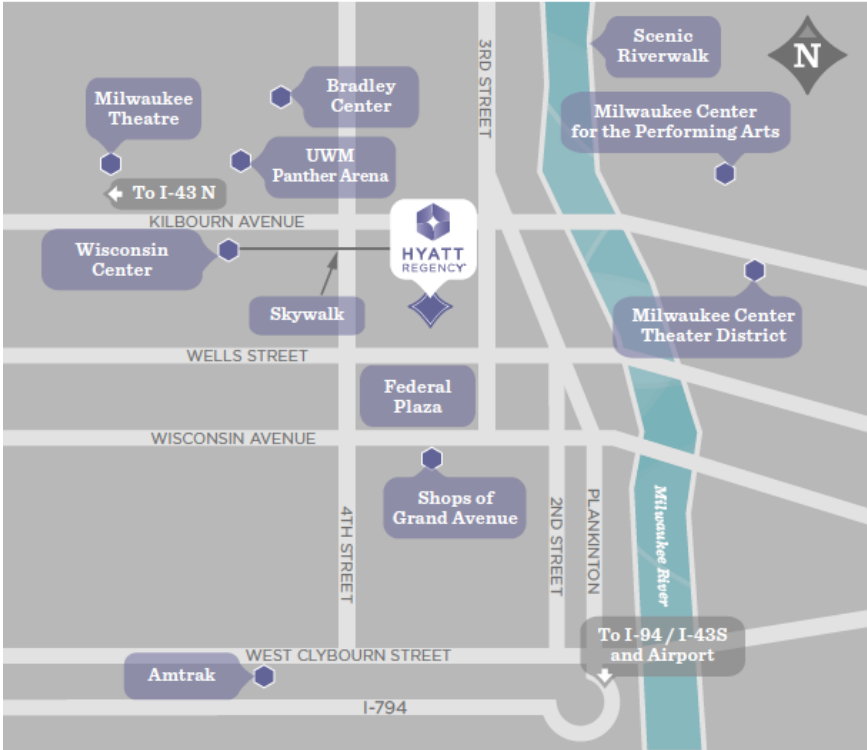 Scenic
Riverwalk
N
3RD STREET
Bradley
Center
Milwaukee
Theatre
Milwaukee Center
for the Performing Arts
UWM
Panther Arena
To I-43 N
KILBOURN AVENUE
HYATT
REGENCY
Wisconsin
Center
Skywalk
Milwaukee Center
Theater District
WELLS STREET
Federal
Plaza
WISCONSIN AVENUE
Shops of
Grand Avenue
4TH STREET
2ND STREET
PLANKINTON
Milwaukee River
To I-94 / I-43S
and Airport
WEST CLYBOURN STREET
Amtrak
I-794